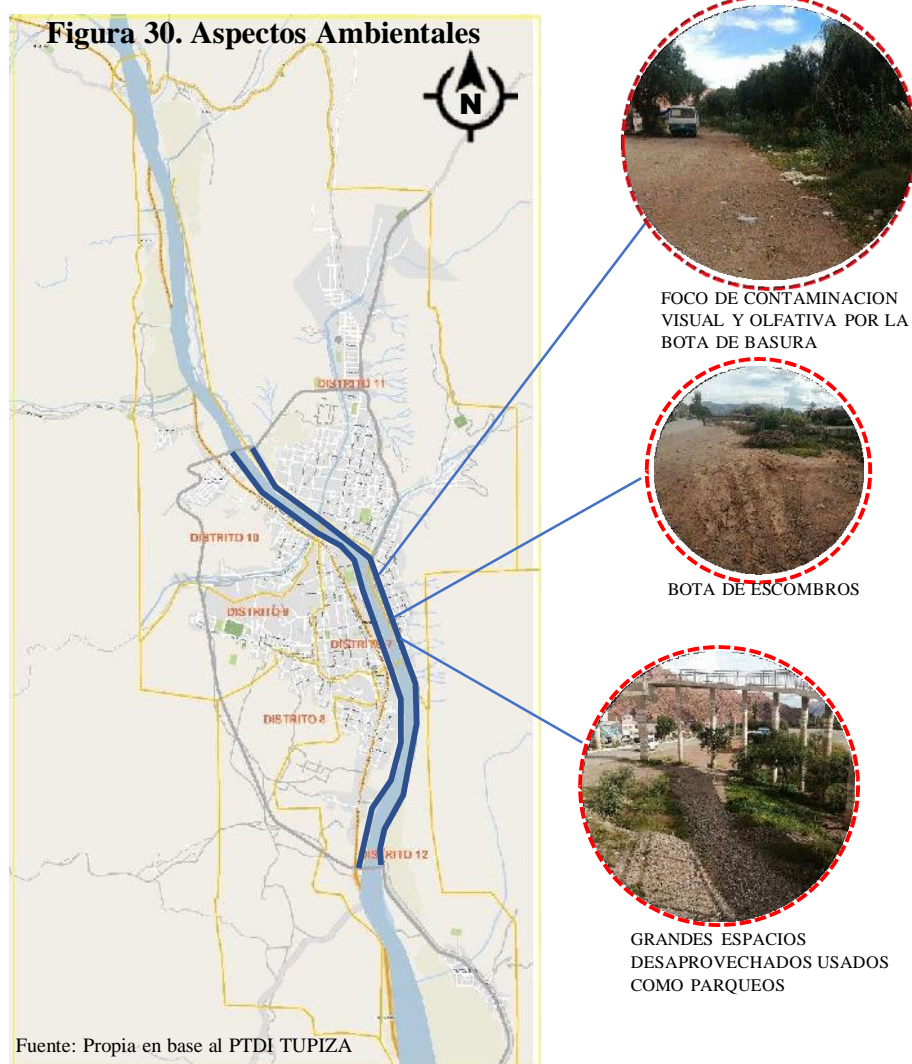 Figura 30. Aspectos Ambientales
N
DISTRITO 11
DISTRITO 10
DISTRITO 9
DISTRITO 7
DISTRITO 8
DISTRITO 12
Fuente: Propia en base al PTDI TUPIZA
FOCO DE CONTAMINACION
VISUAL Y OLFATIVA POR LA
BOTA DE BASURA
BOTA DE ESCOMBROS
GRANDES ESPACIOS
DESAPROVECHADOS USADOS
COMO PARQUEOS